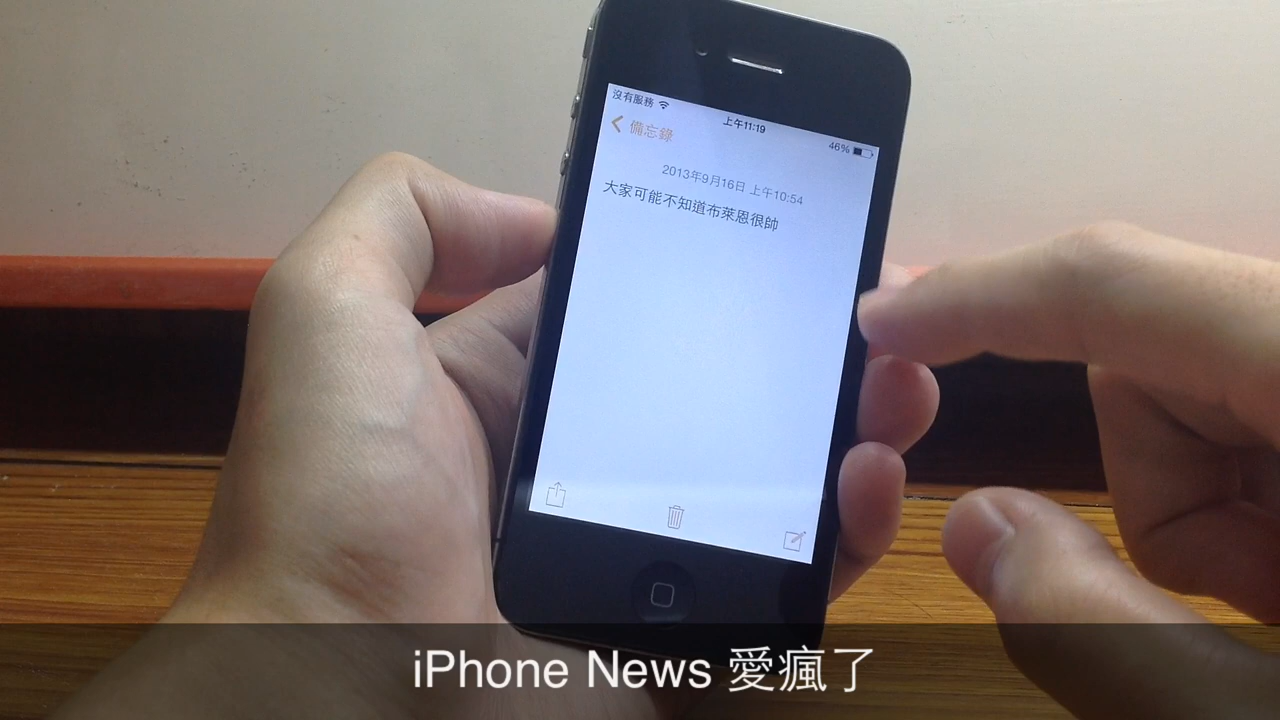 沒有服務
上午11:19
46%
備忘錄
2013年9月16日 上午10:54
大家可能不知道布萊恩很帥
iPhone News 愛瘋了